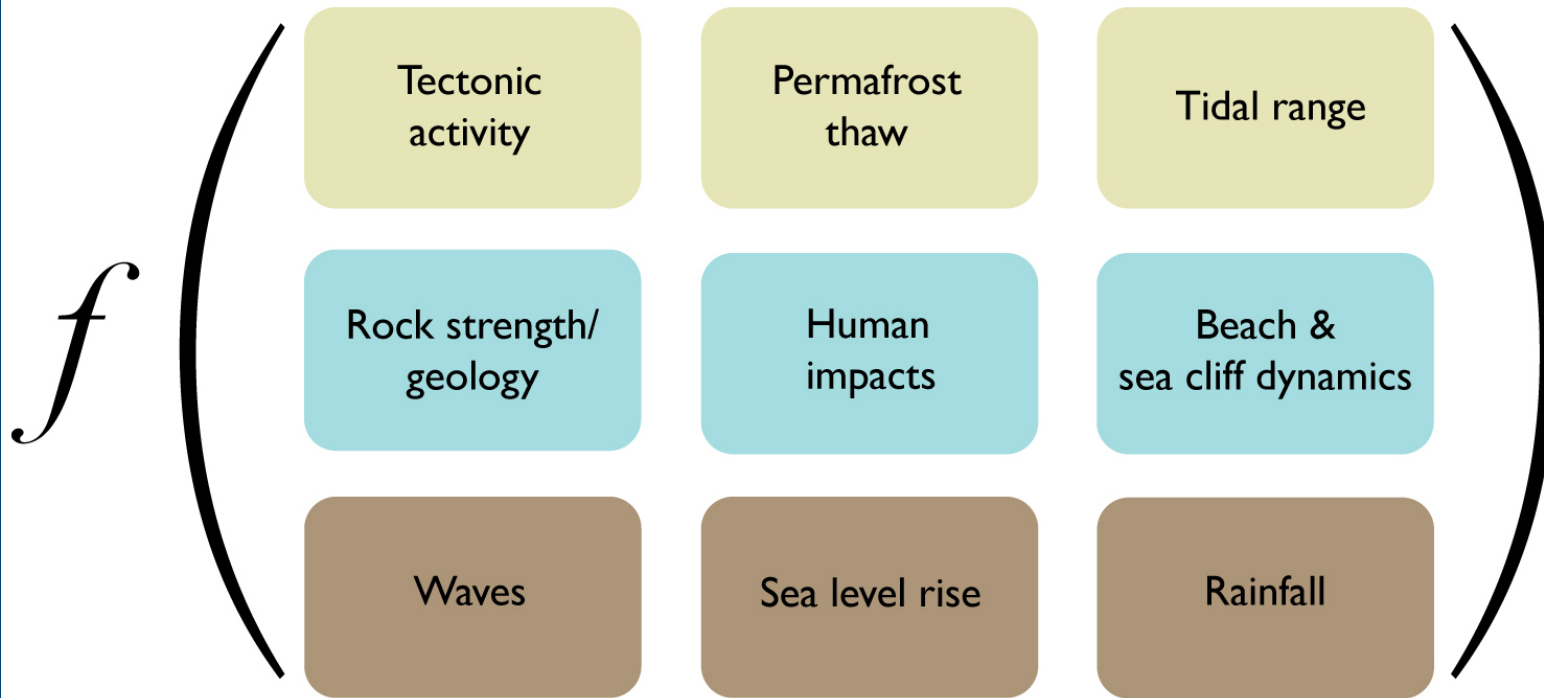 f
Tectonic
activity
Permafrost
thaw
Tidal range
Rock strength/
geology
Human
impacts
Beach &
sea cliff dynamics
Waves
Sea level rise
Rainfall